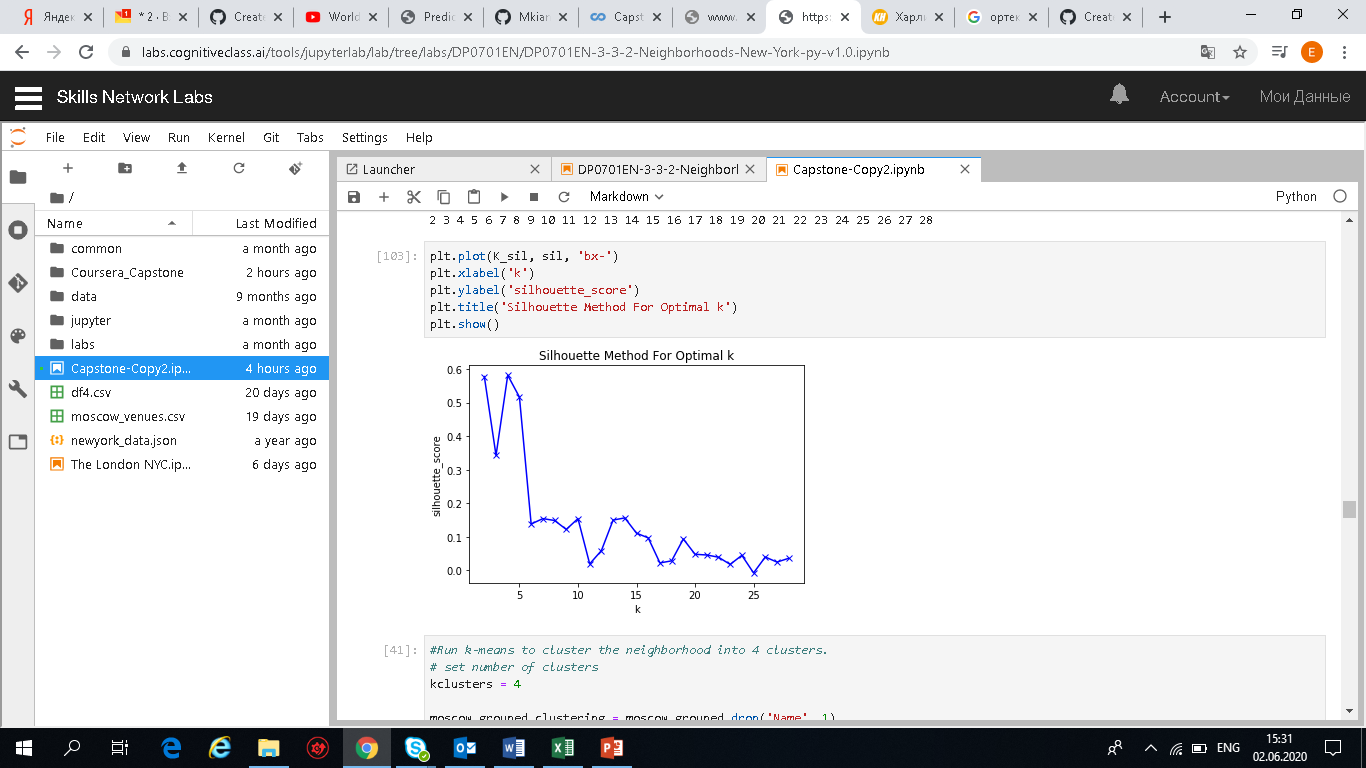 Яндек
* 2 · В
Create
World
Predic
Mkiar
Capst
www.
https:
Харли
ортек
Create
labs.cognitiveclass.ai/tools/jupyterlab/lab/tree/labs/DP0701EN/DP0701EN-3-3-2-Neighborhoods-New-York-py-v1.0.ipynb
E
Skills Network Labs
Account
Мои Данные
File Edit View Run Kernel Git Tabs Settings Help
/
Name Last Modified
common a month ago
Coursera_Capstone 2 hours ago
data 9 months ago
jupyter a month ago
labs a month ago
Capstone-Copy2.ip... 4 hours ago
df4.csv 20 days ago
moscow_venues.csv 19 days ago
newyork_data.json a year ago
The London NYC.ip... 6 days ago
Launcher
DP0701EN-3-3-2-Neighborl
Capstone-Copy2.ipynb
Markdown
Python
2 3 4 5 6 7 8 9 10 11 12 13 14 15 16 17 18 19 20 21 22 23 24 25 26 27 28
[103]:
plt.plot(K_sil, sil, 'bx-')
plt.xlabel('k')
plt.ylabel('silhouette_score')
plt.title('Silhouette Method For Optimal k')
plt.show()
Silhouette Method For Optimal k
0.6
0.5
0.4
0.3
0.2
0.1
0.0
silhouette_score
5 10 15 20 25
k
[41]:
#Run k-means to cluster the neighborhood into 4 clusters.
# set number of clusters
kclusters = 4
moscow_grouped_clustering = moscow_grouped.drop('Name', 1)
ENG
15:31
02.06.2020